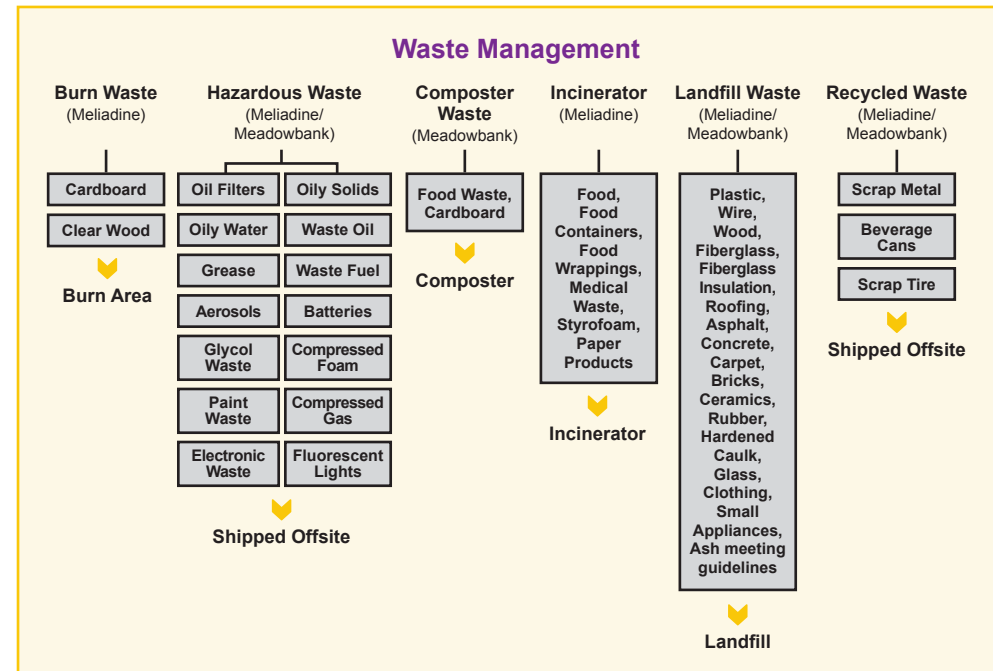 Waste Management
Burn Waste
(Meliadine)
Cardboard
Clear Wood
Burn Area
Hazardous Waste
(Meliadine/
Meadowbank)
Oil Filters
Oily Solids
Oily Water
Waste Oil
Grease
Waste Fuel
Aerosols
Batteries
Glycol
Waste
Compressed
Foam
Paint
Waste
Compressed
Gas
Electronic
Waste
Fluorescent
Lights
Shipped Offsite
Composter
Waste
(Meadowbank)
Food Waste,
Cardboard
Composter
Incinerator
(Meliadine)
Food,
Food
Containers,
Food
Wrappings,
Medical
Waste,
Styrofoam,
Paper
Products
Incinerator
Landfill Waste
(Meliadine/
Meadowbank)
Plastic,
Wire,
Wood,
Fiberglass,
Fiberglass
Insulation,
Roofing,
Asphalt,
Concrete,
Carpet,
Bricks,
Ceramics,
Rubber,
Hardened
Caulk,
Glass,
Clothing,
Small
Appliances,
Ash meeting
guidelines
Landfill
Recycled Waste
(Meliadine/
Meadowbank)
Scrap Metal
Beverage
Cans
Scrap Tire
Shipped Offsite